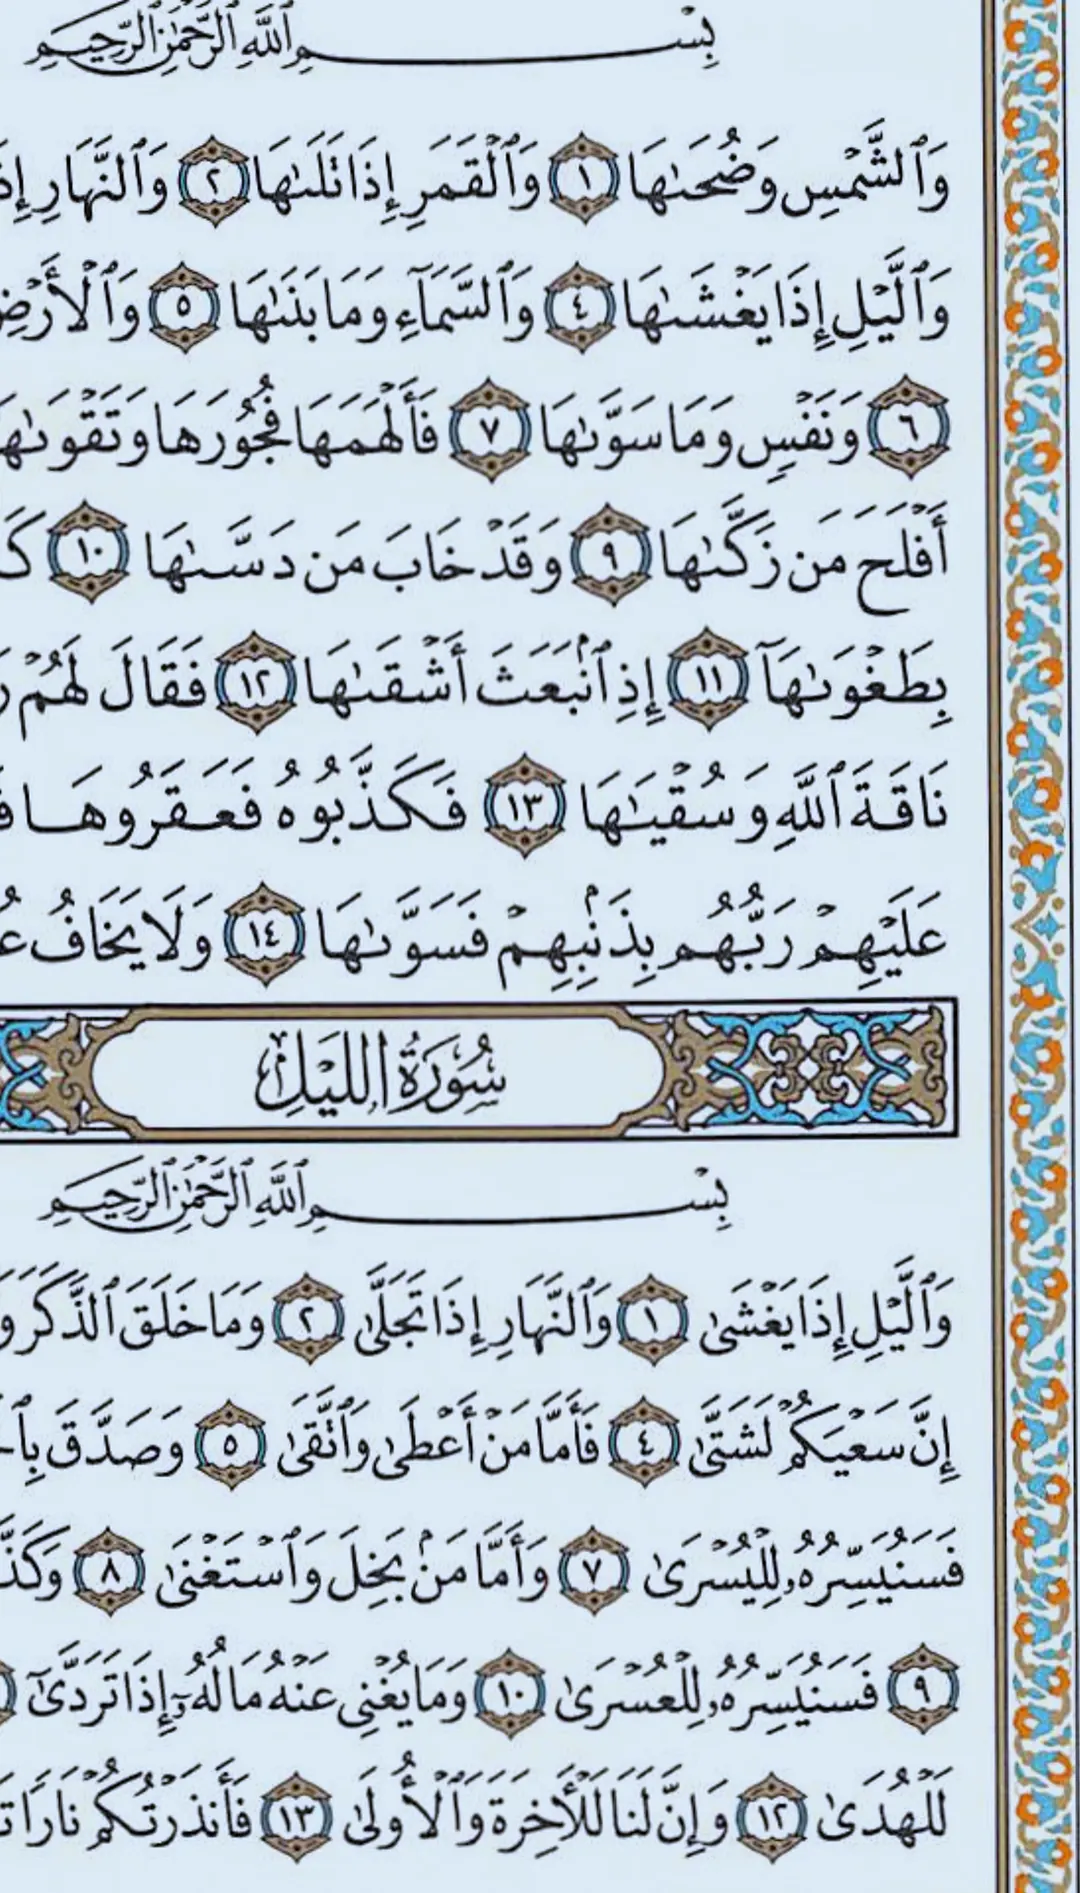 بِسْمِ ٱللَّهِ ٱلرَّحْمَٰنِ ٱلرَّحِيمِ
وَٱلشَّمْسِ وَضُحَىٰهَا ١ وَٱلْقَمَرِ إِذَا تَلَىٰهَا ٢ وَٱلنَّهَارِ
وَٱلَّيْلِ إِذَا يَغْشَىٰهَا ٤ وَٱلسَّمَآءِ وَمَا بَنَىٰهَا ٥ وَٱلْأَرْضِ
٦ وَنَفْسٍ وَمَا سَوَّىٰهَا ٧ فَأَلْهَمَهَا فُجُورَهَا وَتَقْوَىٰهَا
أَفْلَحَ مَن زَكَّىٰهَا ٩ وَقَدْ خَابَ مَن دَسَّىٰهَا ١٠
بِطَغْوَىٰهَآ ١١ إِذِ ٱنۢبَعَثَ أَشْقَىٰهَا ١٢ فَقَالَ لَهُمْ
نَاقَةَ ٱللَّهِ وَسُقْيَٰهَا ١٣ فَكَذَّبُوهُ فَعَقَرُوهَا
عَلَيْهِمْ رَبُّهُم بِذَنۢبِهِمْ فَسَوَّىٰهَا ١٤ وَلَا يَخَافُ
سُورَةُ اللَّيْلِ
بِسْمِ ٱللَّهِ ٱلرَّحْمَٰنِ ٱلرَّحِيمِ
وَٱلَّيْلِ إِذَا يَغْشَىٰ ١ وَٱلنَّهَارِ إِذَا تَجَلَّىٰ ٢ وَمَا خَلَقَ ٱلذَّكَرَ
إِنَّ سَعْيَكُمْ لَشَتَّىٰ ٤ فَأَمَّا مَنْ أَعْطَىٰ وَٱتَّقَىٰ ٥ وَصَدَّقَ
فَسَنُيَسِّرُهُۥ لِلْيُسْرَىٰ ٧ وَأَمَّا مَنۢ بَخِلَ وَٱسْتَغْنَىٰ ٨
٩ فَسَنُيَسِّرُهُۥ لِلْعُسْرَىٰ ١٠ وَمَا يُغْنِى عَنْهُ مَالُهُۥٓ إِذَا تَرَدَّىٰٓ
لَلْهُدَىٰ ١٢ وَإِنَّ لَنَا لَلْءَاخِرَةَ وَٱلْأُولَىٰ ١٣ فَأَنذَرْتُكُمْ نَارًا